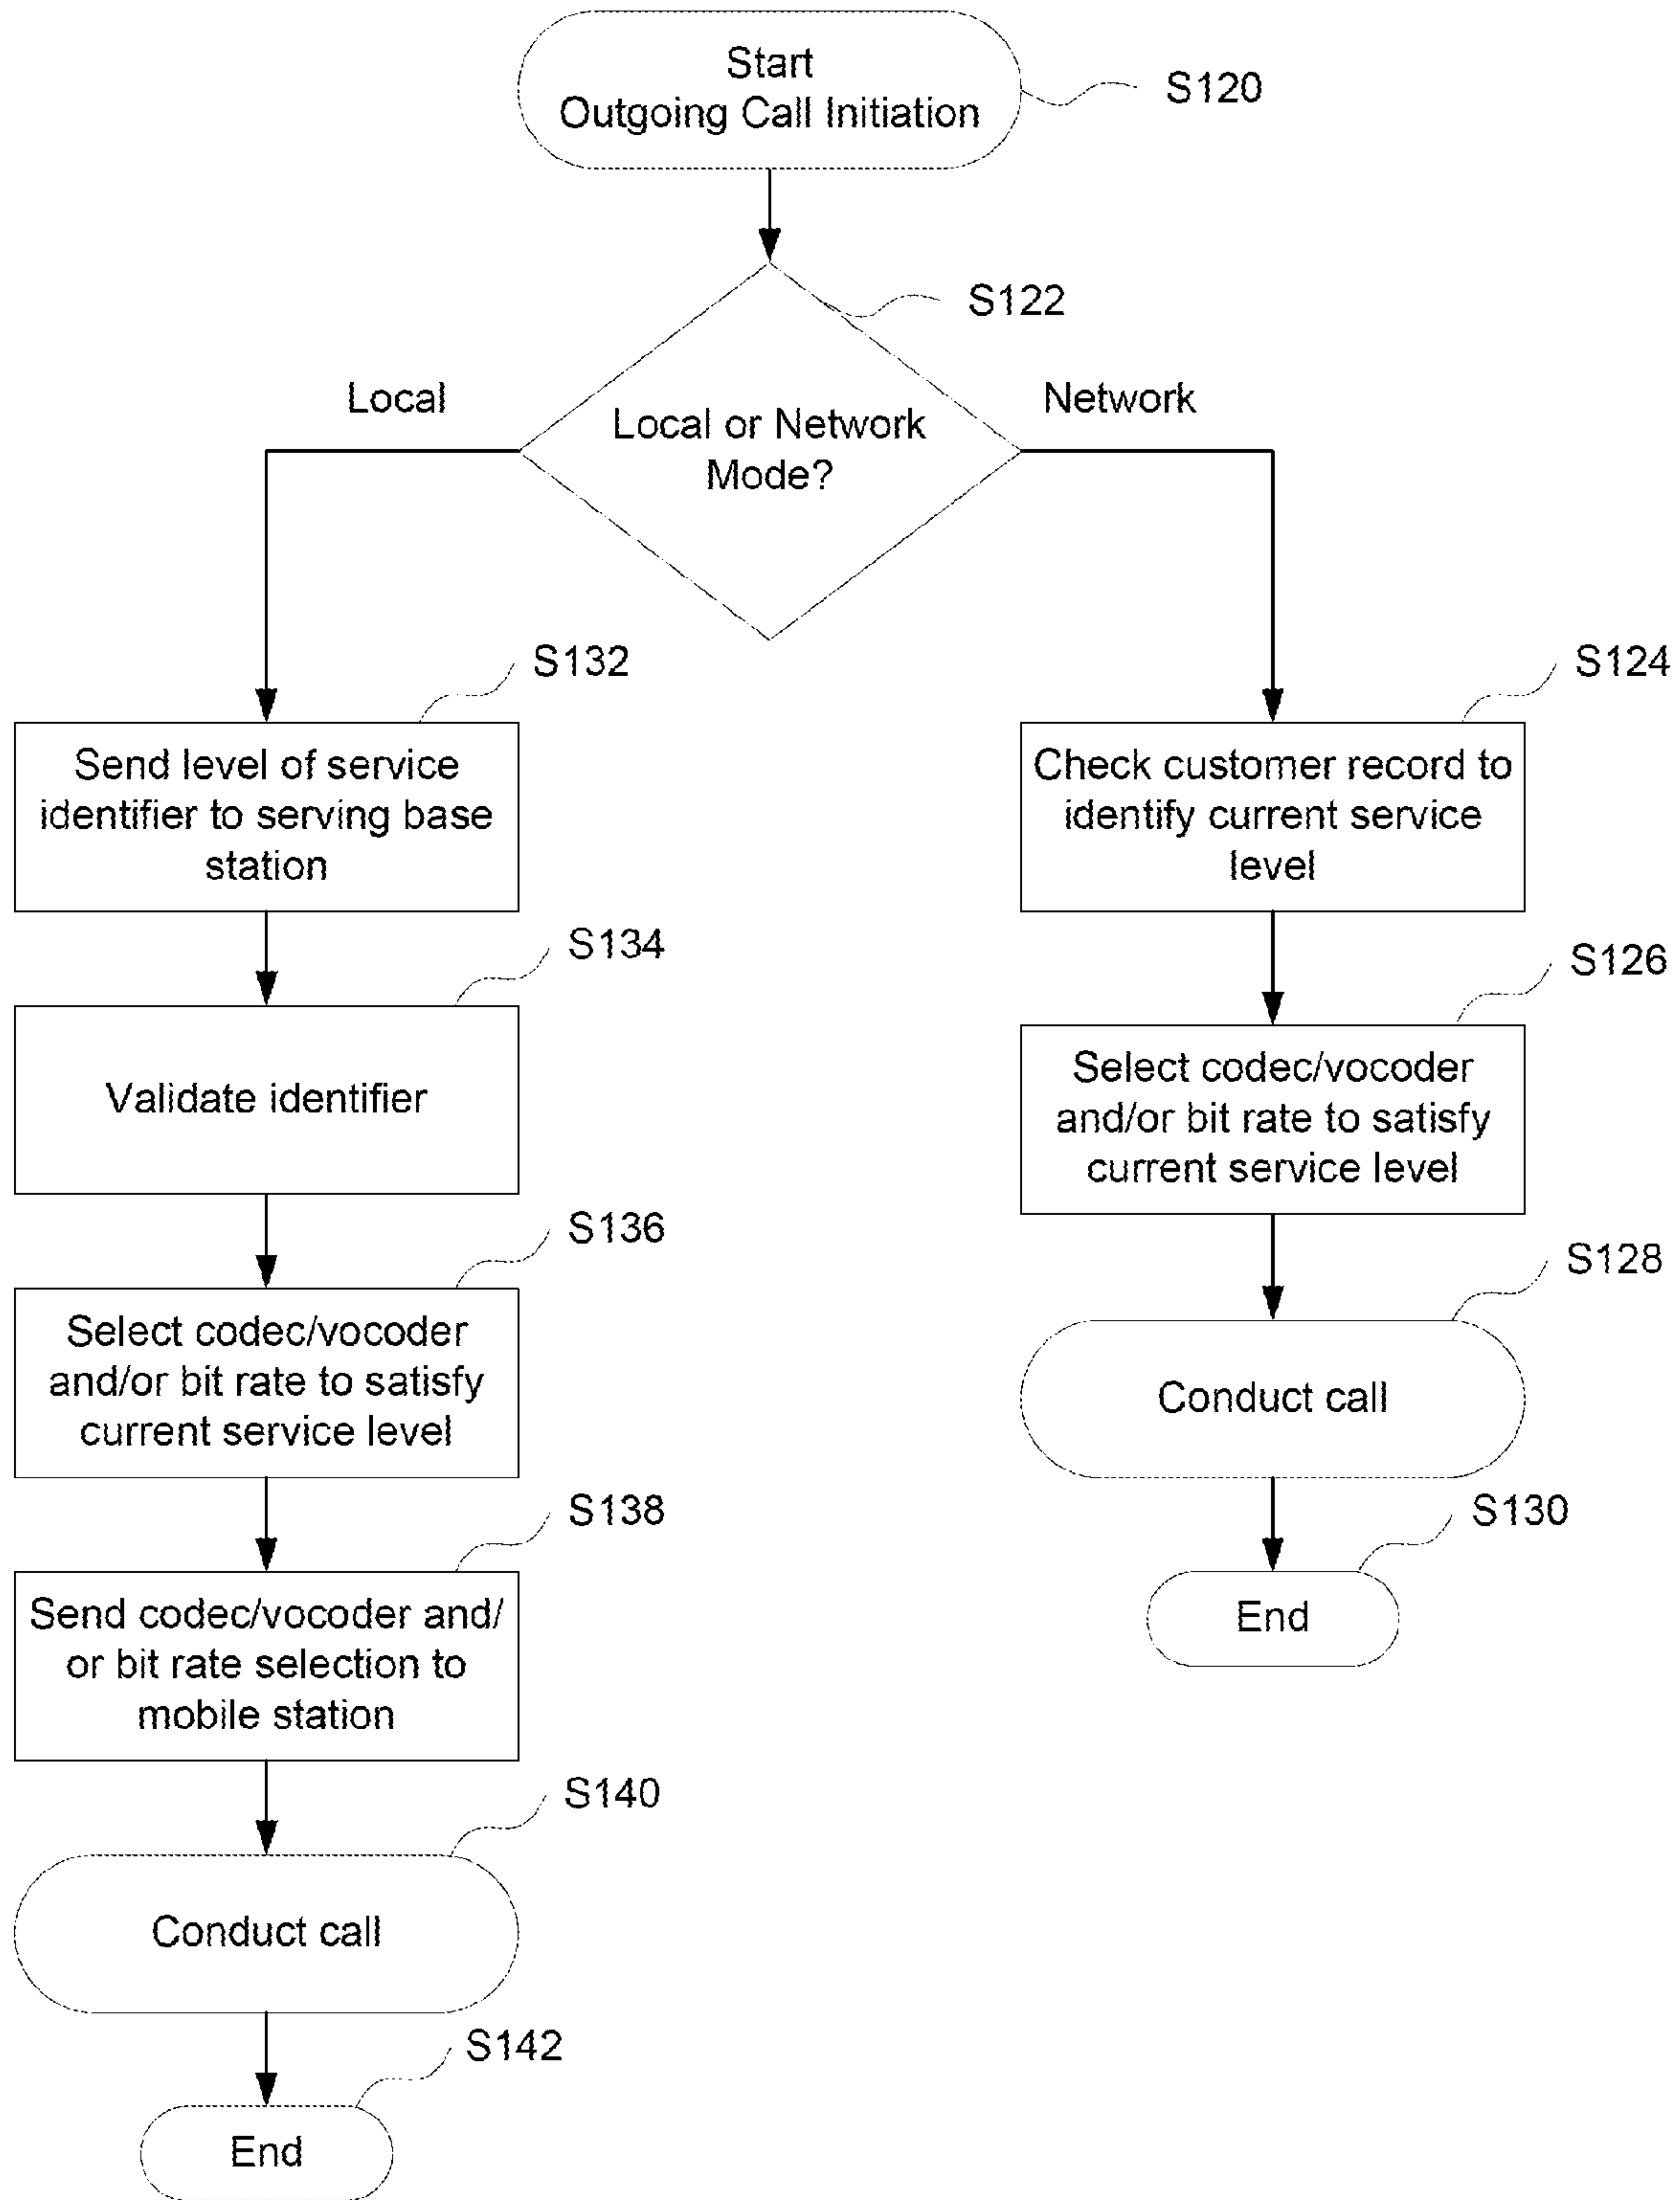 Start
Outgoing Call Initiation
S120
S122
Local
Network
Local or Network
Mode?
S132
Send level of service
identifier to serving base
station
S134
Validate identifier
S136
Select codec/vocoder
and/or bit rate to satisfy
current service level
S138
Send codec/vocoder and/
or bit rate selection to
mobile station
S140
Conduct call
S142
End
S124
Check customer record to
identify current service
level
S126
Select codec/vocoder
and/or bit rate to satisfy
current service level
S128
Conduct call
S130
End